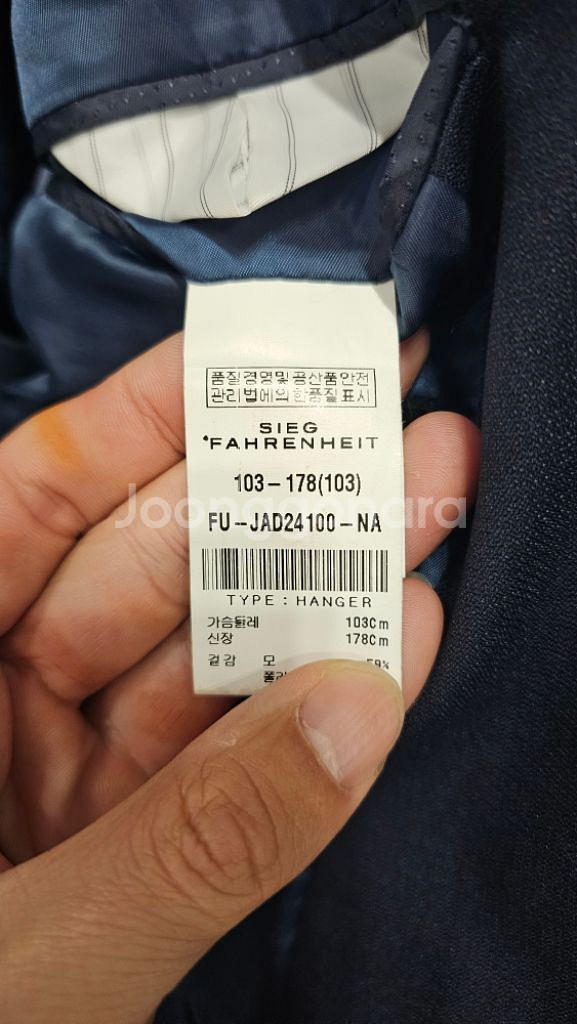 품질경영및공산품안전
관리법에의한품질표시
SIEG
FAHRENHEIT
103-178(103)
Joonggonara
FU-JAD24100-NA
TYPE : HANGER
가슴둘레 103Cm
신장 178Cm
겉감 모 59%